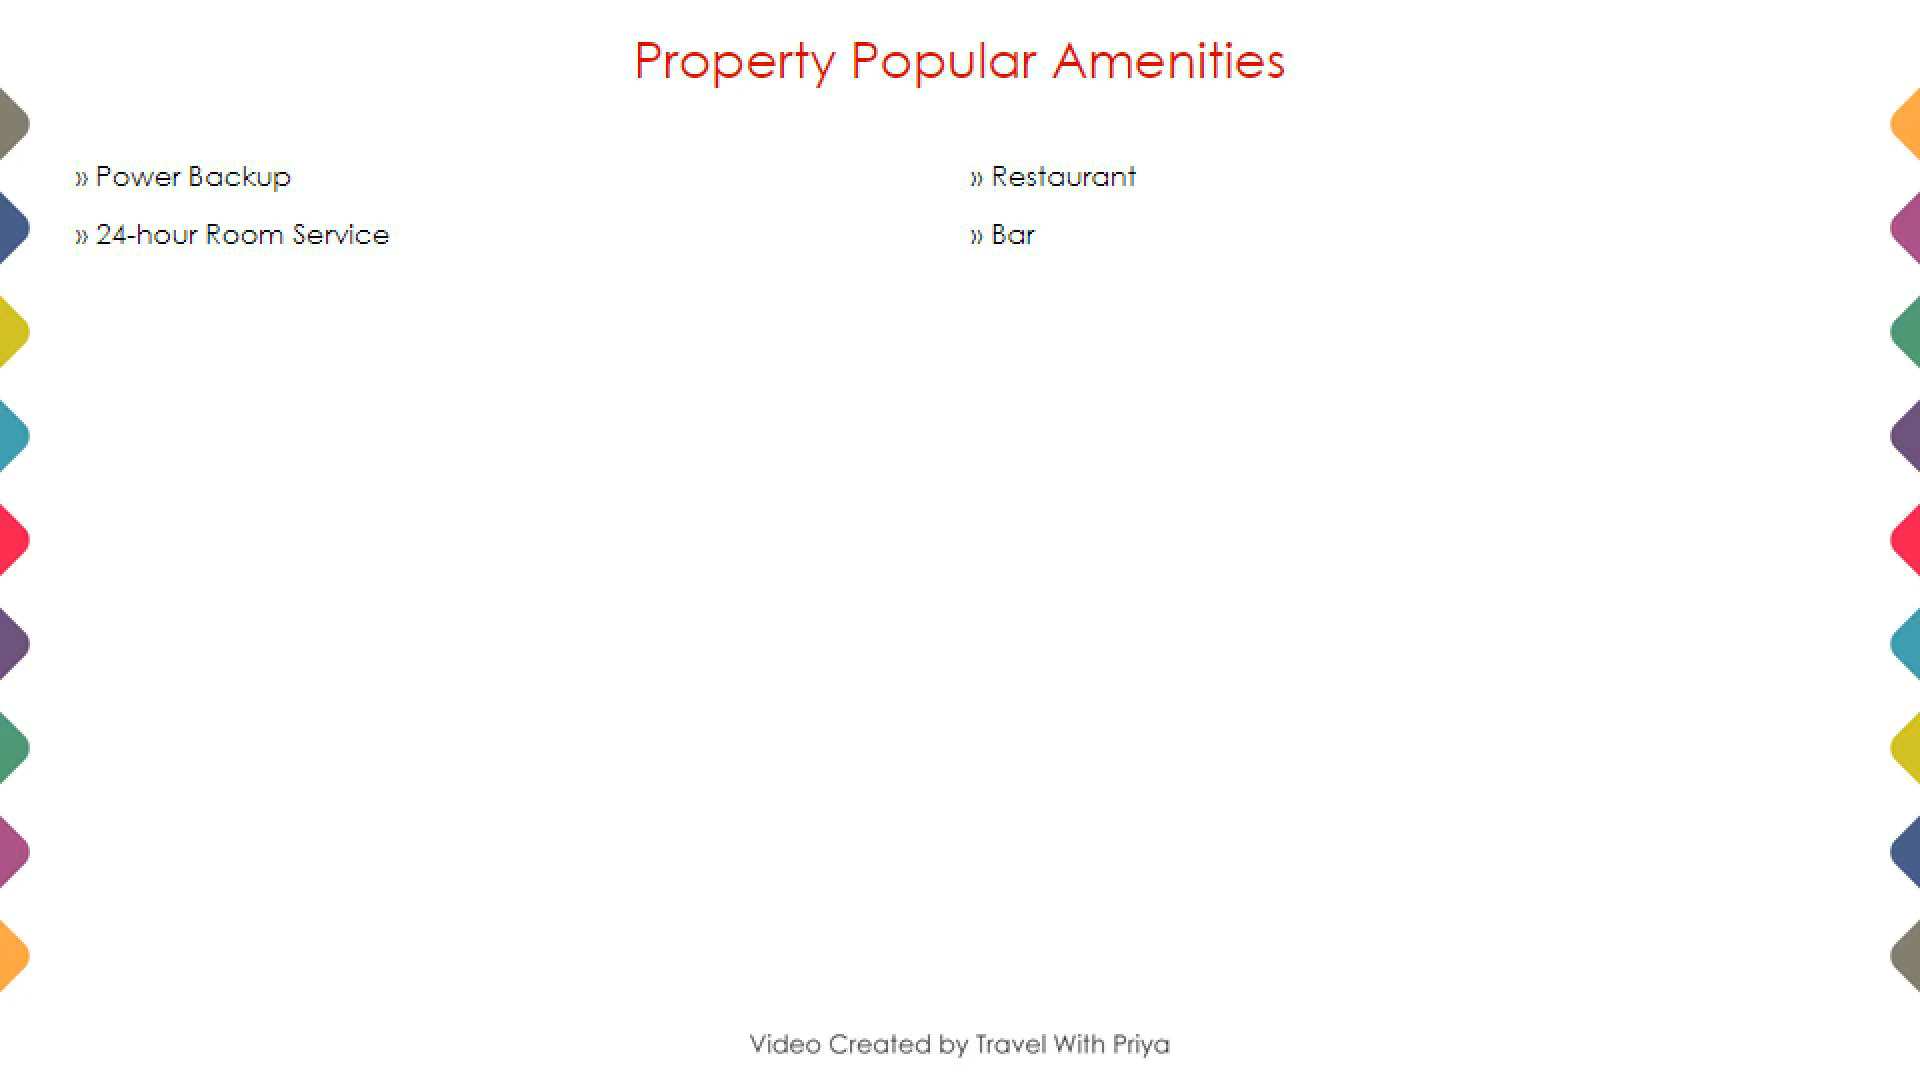 Property Popular Amenities
» Power Backup
» Restaurant
» 24-hour Room Service
» Bar
Video Created by Travel With Priya